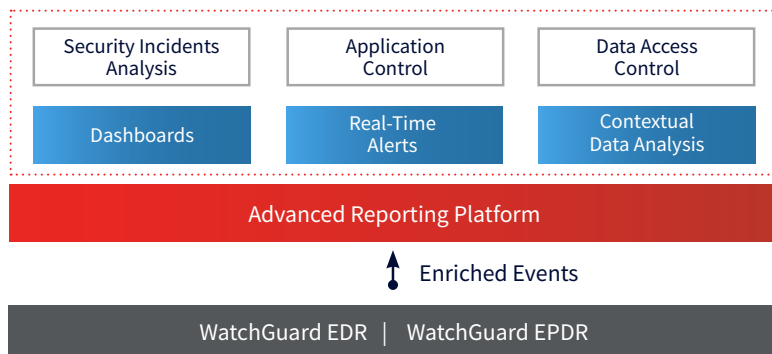 Security Incidents
Analysis
Application
Control
Data Access
Control
Dashboards
Real-Time
Alerts
Contextual
Data Analysis
Advanced Reporting Platform
Enriched Events
WatchGuard EDR | WatchGuard EPDR